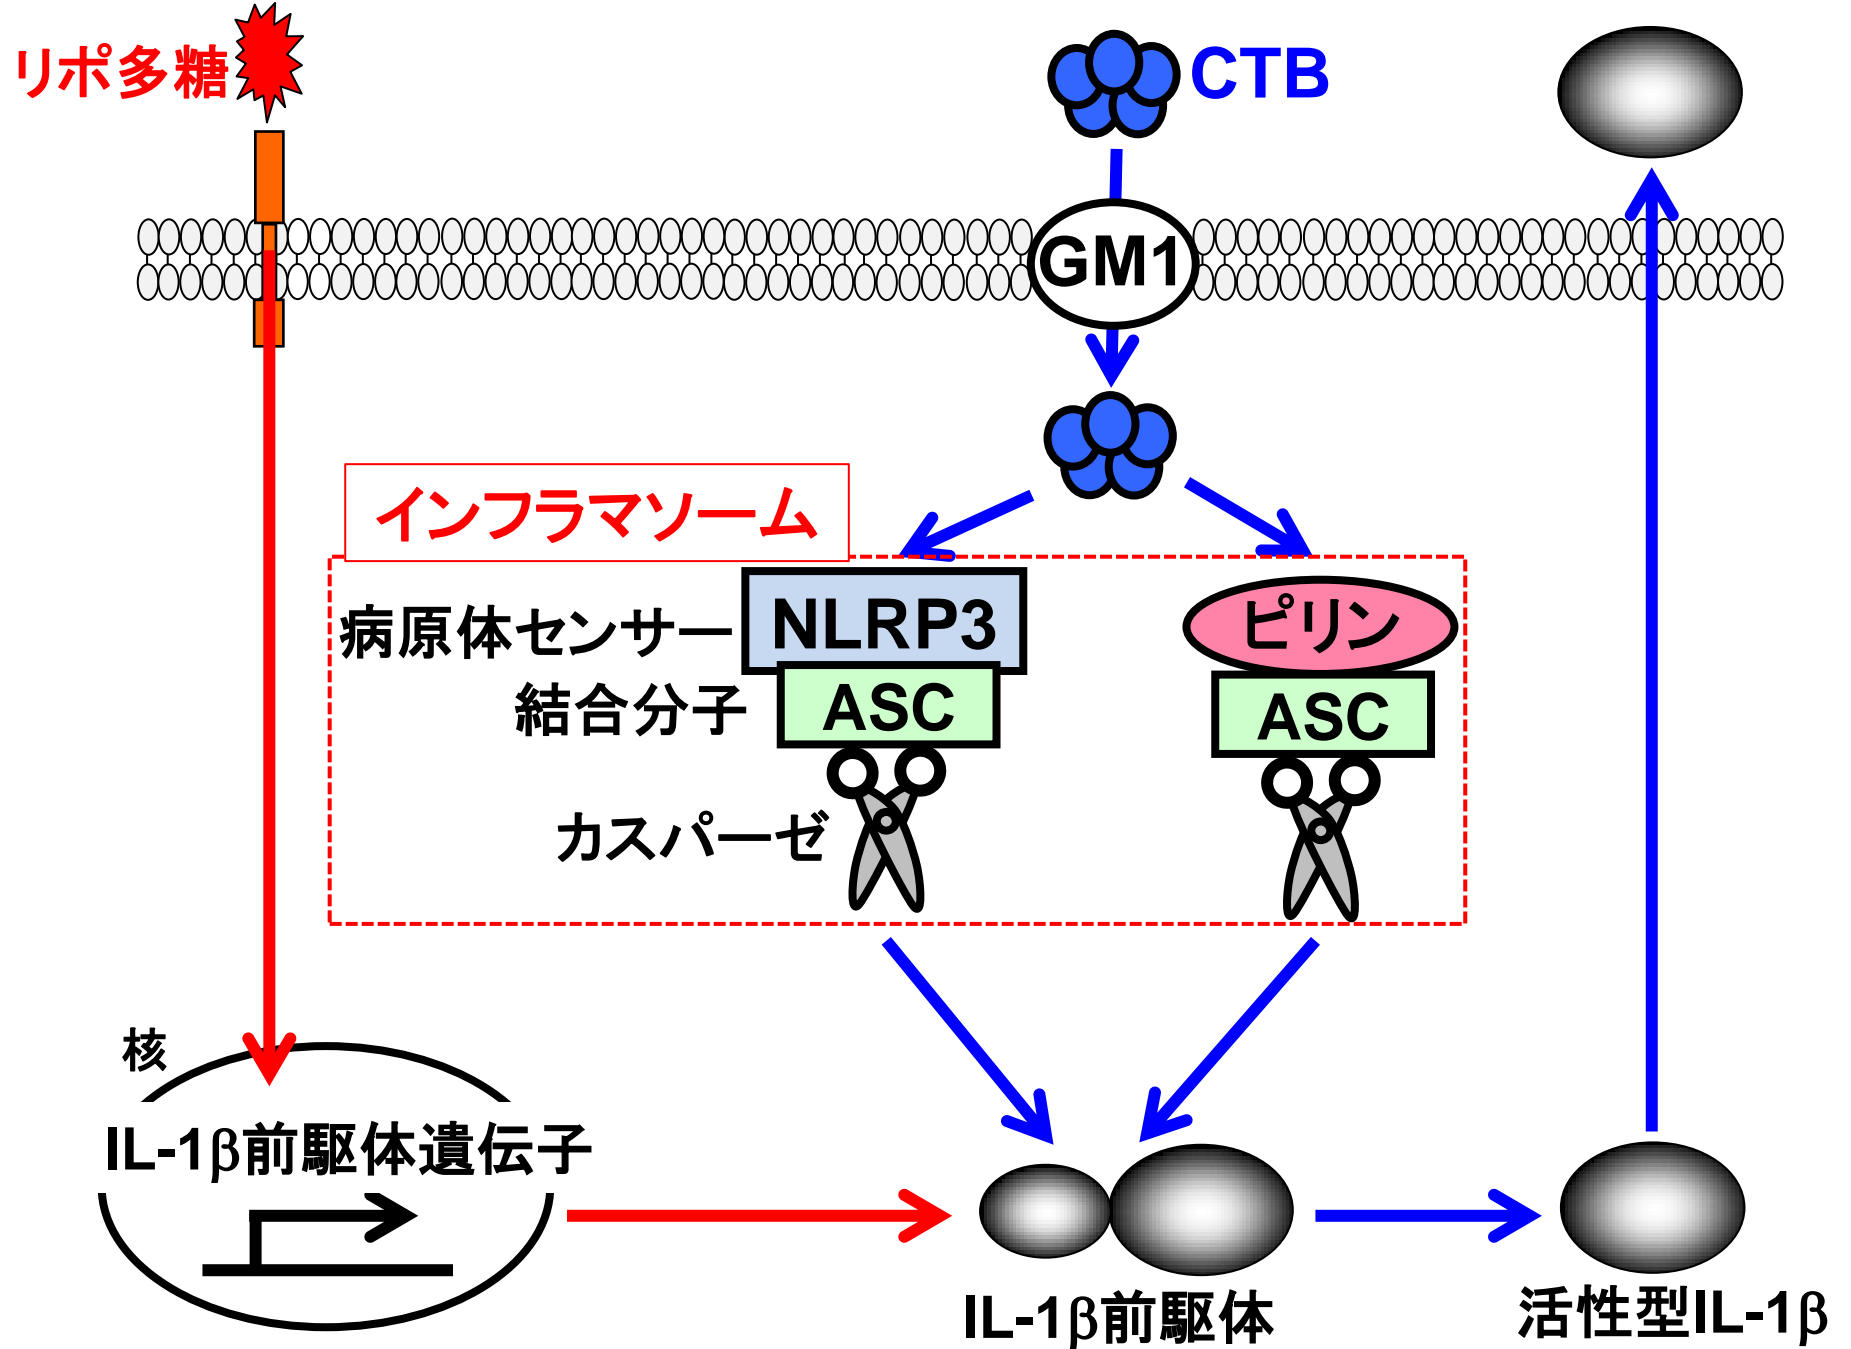 リポ多糖
CTB
GM1
インフラマソーム
病原体センサー
NLRP3
ピリン
結合分子
ASC
ASC
カスパーゼ
核
IL-1β前駆体遺伝子
IL-1β前駆体
活性型IL-1β